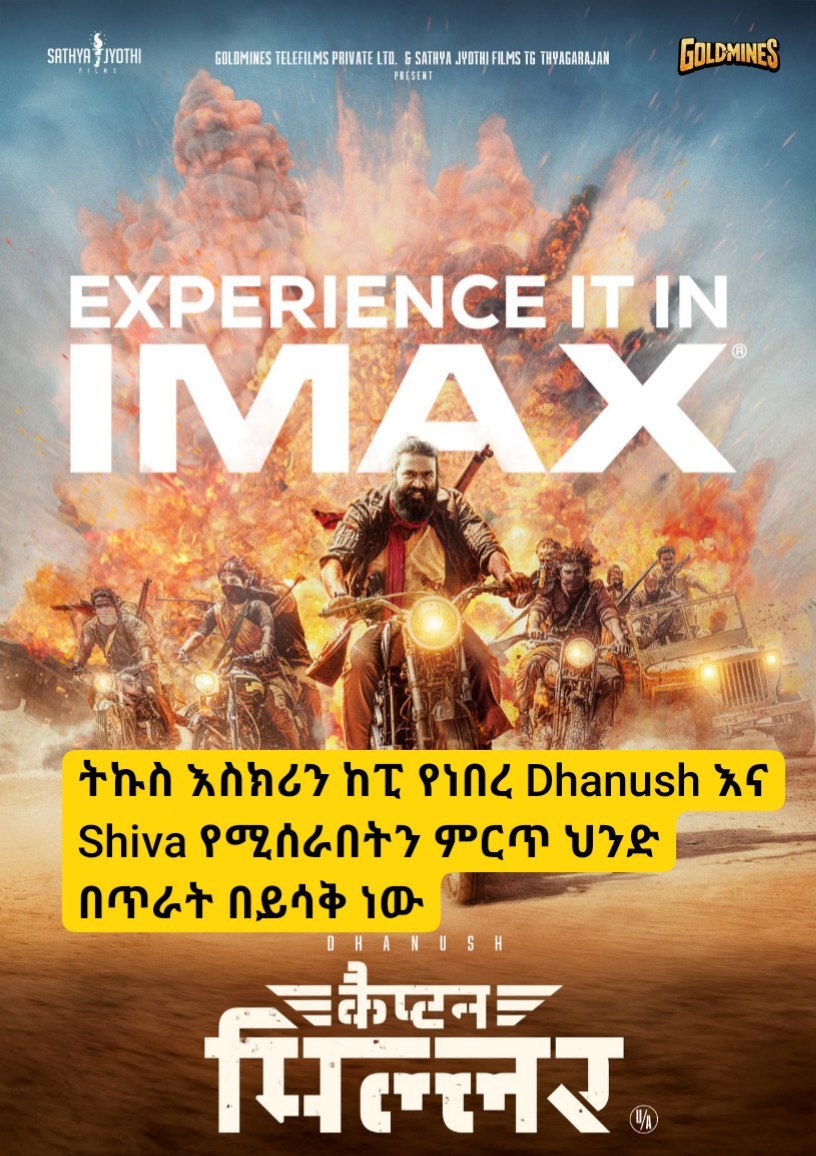 SATHYA JYOTHI
FILMS
GOLDMINES TELEFILMS PRIVATE LTD. & SATHYA JYOTHI FILMS TG THYAGARAJAN
PRESENT
GOLDMINES
EXPERIENCE IT IN
IMAX®
ትኩስ እስክሪን ከፒ የነበረ Dhanush እና
Shiva የሚሰራበትን ምርጥ ህንድ
በጥራት በይሳቅ ነው
DHANUSH
कैप्टन
मिल्लर
U/A